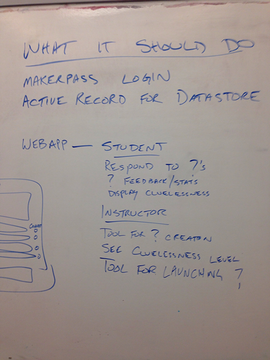 WHAT IT SHOULD DO
MAKERPASS LOGIN
ACTIVE RECORD FOR DATASTORE
WEBAPP — STUDENT
RESPOND TO ?'S
? FEEDBACK/STATS
DISPLAY CLUELESSNESS
INSTRUCTOR
TOOL FOR ? CREATION
SEE CLUELESSNESS LEVEL
TOOL FOR LAUNCHING ?